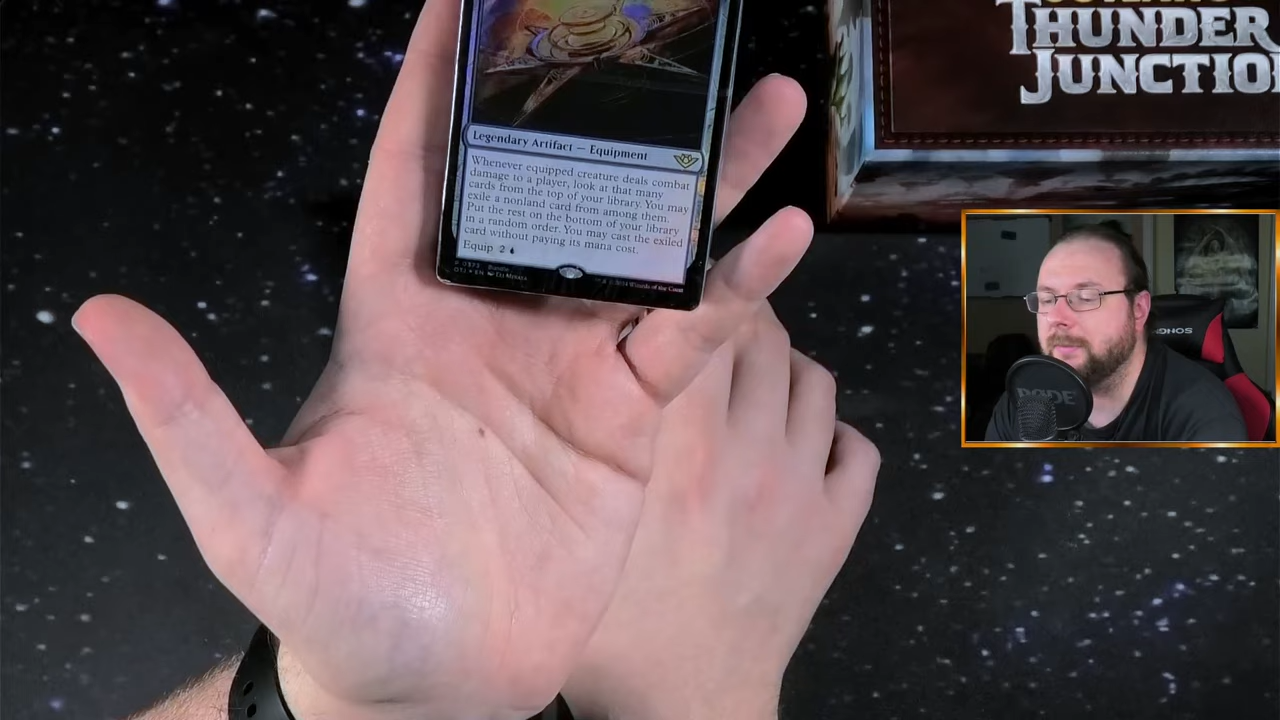 THUNDER
JUNCTIO
Legendary Artifact — Equipment
Whenever equipped creature deals combat
damage to a player, look at that many
cards from the top of your library. You may
exile a nonland card from among them.
Put the rest on the bottom of your library
in a random order. You may cast the exiled
card without paying its mana cost.
Equip 2
RØDE